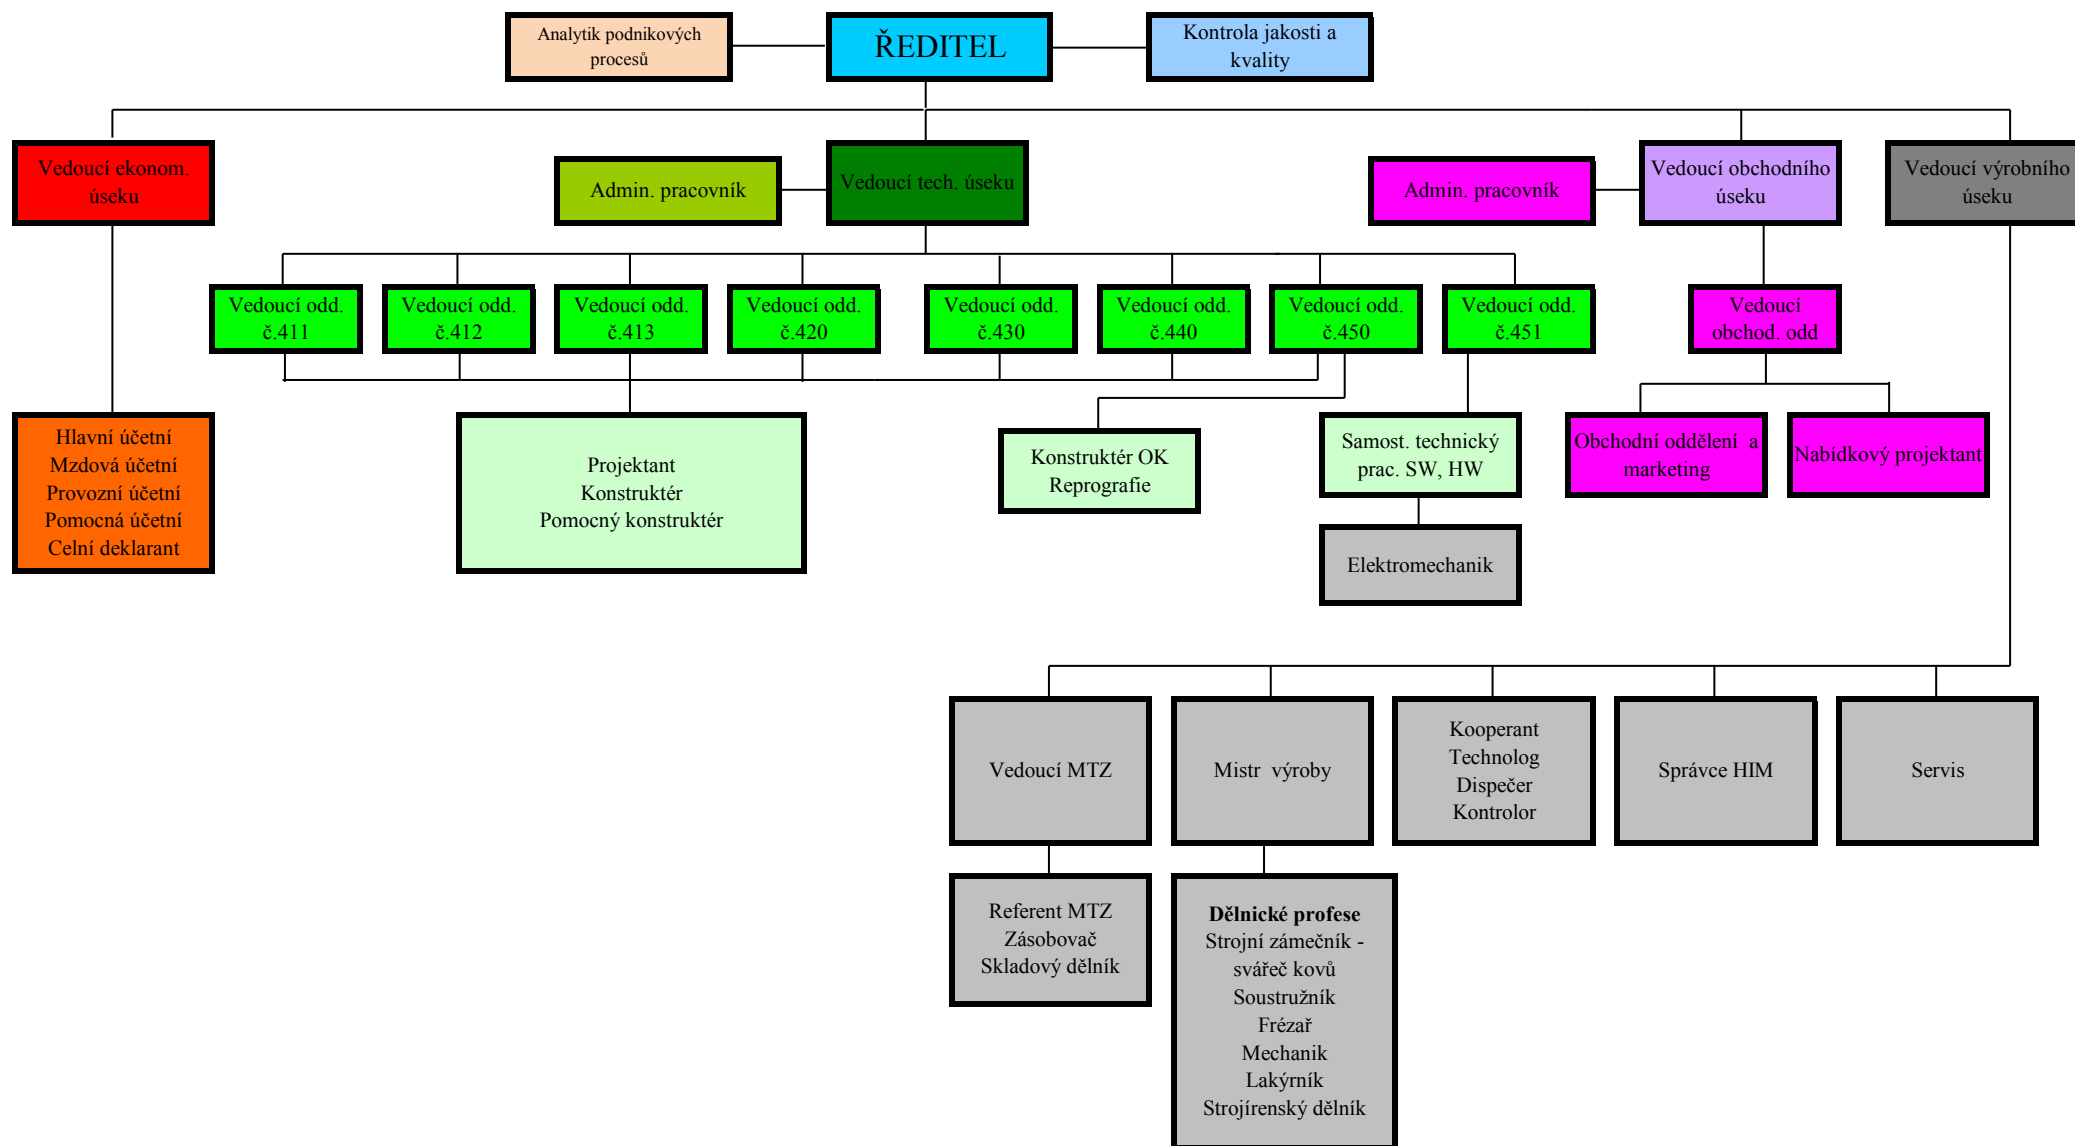 Analytik podnikových
procesů
ŘEDITEL
Kontrola jakosti a
kvality
Vedoucí ekonom.
úseku
Admin. pracovník
Vedoucí tech. úseku
Admin. pracovník
Vedoucí obchodního
úseku
Vedoucí výrobního
úseku
Vedoucí odd.
č.411
Vedoucí odd.
č.412
Vedoucí odd.
č.413
Vedoucí odd.
č.420
Vedoucí odd.
č.430
Vedoucí odd.
č.440
Vedoucí odd.
č.450
Vedoucí odd.
č.451
Vedoucí
obchod. odd
Hlavní účetní
Mzdová účetní
Provozní účetní
Pomocná účetní
Celní deklarant
Projektant
Konstruktér
Pomocný konstruktér
Konstruktér OK
Reprografie
Samost. technický
prac. SW, HW
Obchodní oddělení a
marketing
Nabídkový projektant
Elektromechanik
Vedoucí MTZ
Mistr výroby
Kooperant
Technolog
Dispečer
Kontrolor
Správce HIM
Servis
Referent MTZ
Zásobovač
Skladový dělník
Dělnické profese
Strojní zámečník -
svářeč kovů
Soustružník
Frézař
Mechanik
Lakýrník
Strojírenský dělník